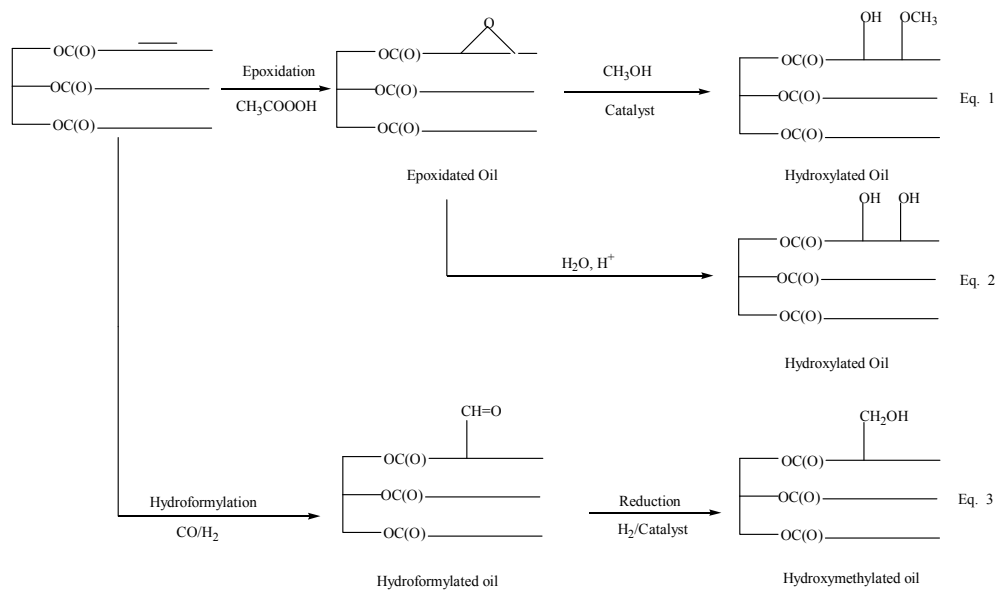 O
OH OCH3
OC(O)
OC(O)
OC(O)
Epoxidation
CH3COOOH
OC(O)
OC(O)
OC(O)
CH3OH
Catalyst
OC(O)
OC(O)
OC(O)
Eq. 1
Epoxidated Oil
Hydroxylated Oil
OH OH
H2O, H+
OC(O)
OC(O)
OC(O)
Eq. 2
Hydroxylated Oil
CH=O
CH2OH
Hydroformylation
CO/H2
OC(O)
OC(O)
OC(O)
Reduction
H2/Catalyst
OC(O)
OC(O)
OC(O)
Eq. 3
Hydroformylated oil
Hydroxymethylated oil